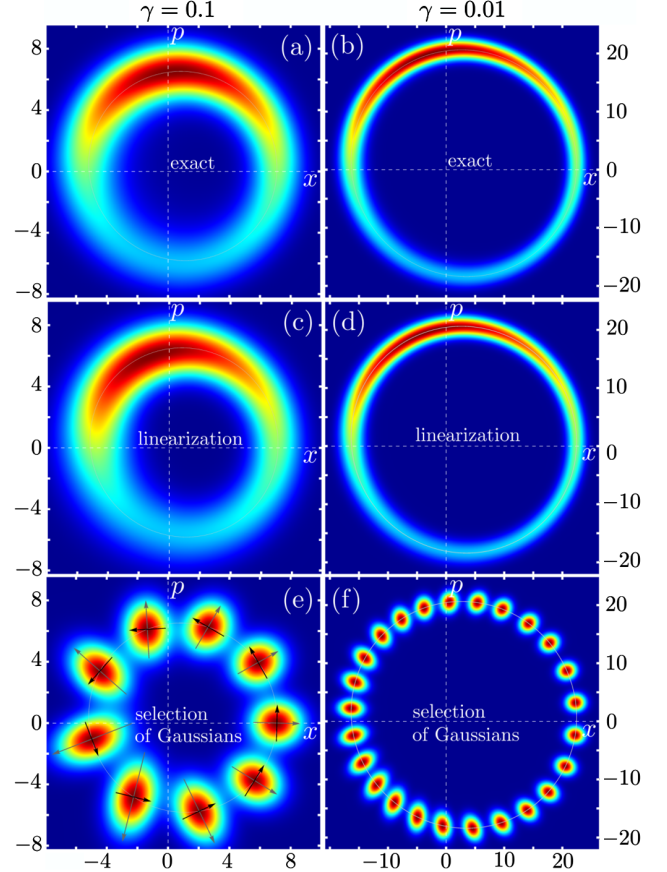 γ = 0.1 γ = 0.01
8 p (a) (b) p 20
4 10
0 exact x exact x 0
−4 −10
−8 −20
8 p (c) (d) p 20
4 10
0 linearization x linearization x 0
−4 −10
−8 −20
8 p (e) (f) p 20
4 10
0 selection x selection x 0
of Gaussians of Gaussians
−4 −10
−8 −20
−4 0 4 8 −10 0 10 20